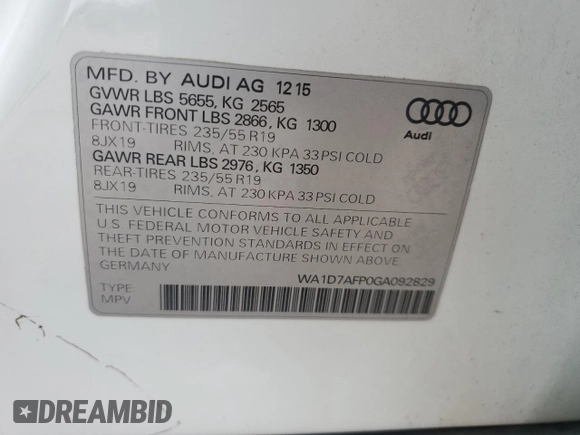 MFD. BY AUDI AG 12 15
GVWR LBS 5655, KG 2565
GAWR FRONT LBS 2866, KG 1300
FRONT-TIRES 235/55 R19
8JX19 RIMS, AT 230 KPA 33 PSI COLD
GAWR REAR LBS 2976, KG 1350
REAR-TIRES 235/55 R19
8JX19 RIMS, AT 230 KPA 33 PSI COLD
Audi
THIS VEHICLE CONFORMS TO ALL APPLICABLE
U.S. FEDERAL MOTOR VEHICLE SAFETY AND
THEFT PREVENTION STANDARDS IN EFFECT ON
THE DATE OF MANUFACTURE SHOWN ABOVE.
GERMANY
WA1D7AFP0GA092829
TYPE
MPV
DREAMBID